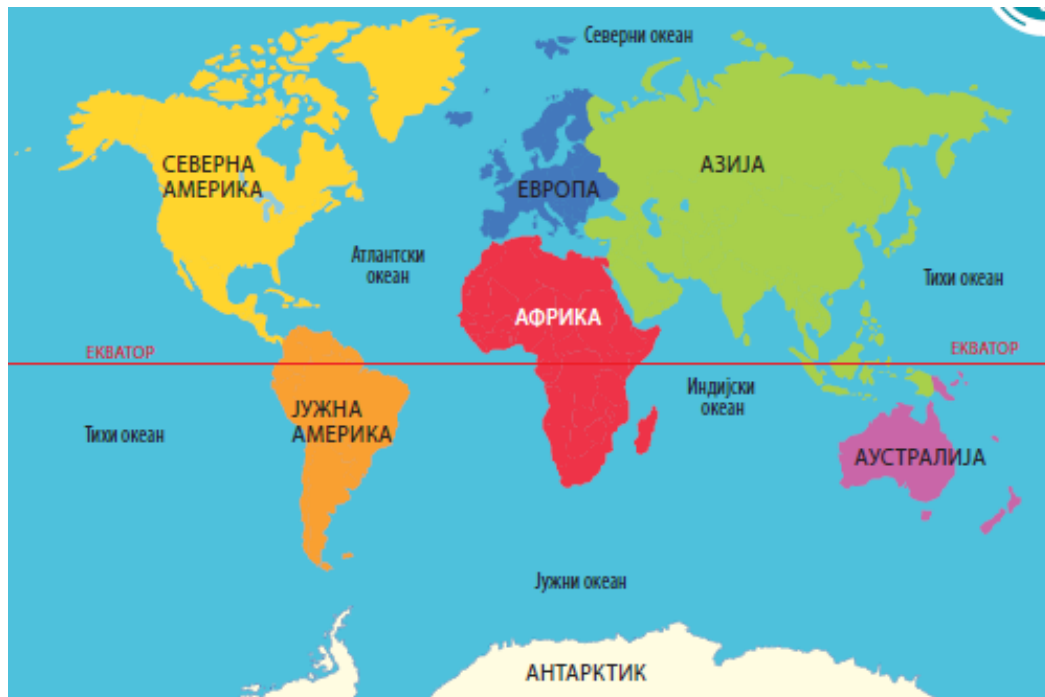 Северни океан
СЕВЕРНА
АМЕРИКА
ЕВРОПА
АЗИЈА
Атлантски
океан
Тихи океан
АФРИКА
ЕКВАТОР
ЕКВАТОР
Индијски
океан
ЈУЖНА
АМЕРИКА
Тихи океан
АУСТРАЛИЈА
Јужни океан
АНТАРКТИК